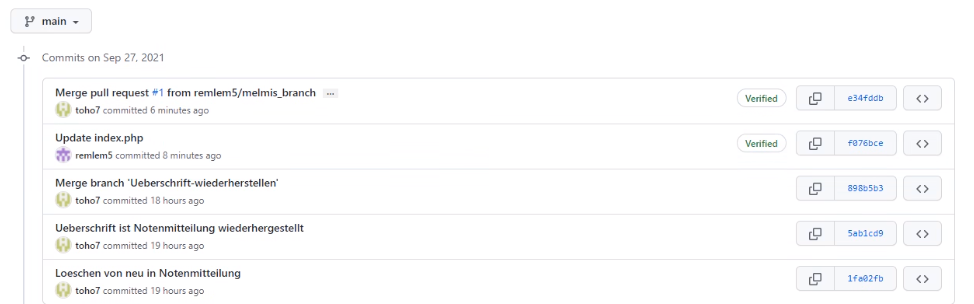 main
Commits on Sep 27, 2021
Merge pull request #1 from remlem5/melmis_branch ...
Verified
e34fddb
toho7 committed 6 minutes ago
Update index.php
Verified
f076bce
remlem5 committed 8 minutes ago
Merge branch 'Ueberschrift-wiederherstellen'
898b5b3
toho7 committed 18 hours ago
Ueberschrift ist Notenmitteilung wiederhergestellt
5ab1cd9
toho7 committed 19 hours ago
Loeschen von neu in Notenmitteilung
1fa02fb
toho7 committed 19 hours ago